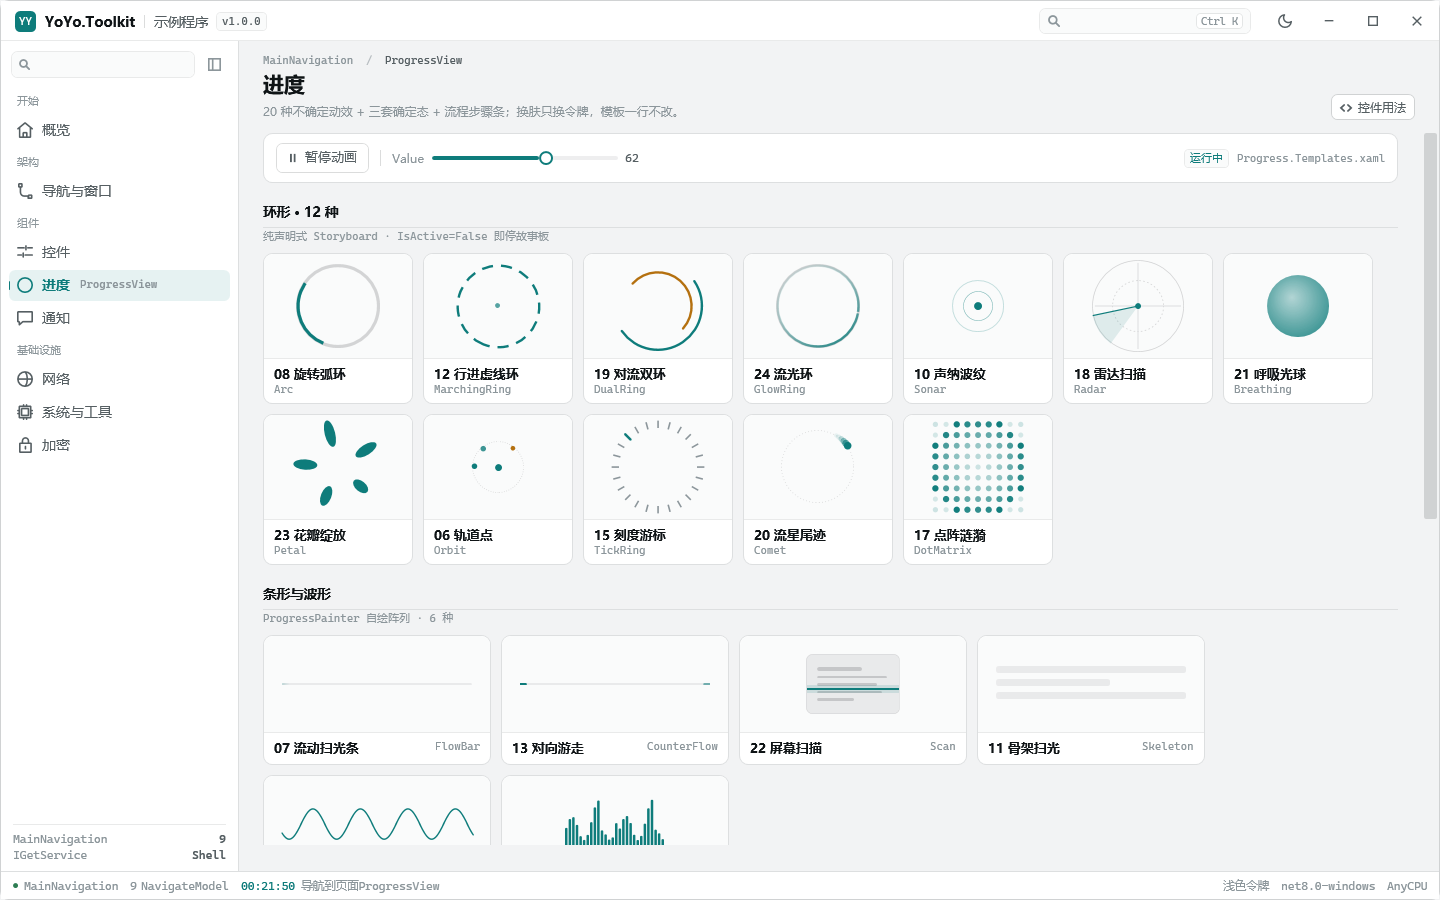 YY YoYo.Toolkit 示例程序 v1.0.0 Ctrl K
开始
概览
架构
导航与窗口
组件
控件
进度 ProgressView
通知
基础设施
网络
系统与工具
加密
MainNavigation 9
IGetService Shell
MainNavigation / ProgressView
进度
20 种不确定动效 + 三套确定态 + 流程步骤条；换肤只换令牌，模板一行不改。
控件用法
暂停动画 Value 62 运行中 Progress.Templates.xaml
环形 • 12 种
纯声明式 Storyboard · IsActive=False 即停故事板
08 旋转弧环
Arc
12 行进虚线环
MarchingRing
19 对流双环
DualRing
24 流光环
GlowRing
10 声纳波纹
Sonar
18 雷达扫描
Radar
21 呼吸光球
Breathing
23 花瓣绽放
Petal
06 轨道点
Orbit
15 刻度游标
TickRing
20 流星尾迹
Comet
17 点阵涟漪
DotMatrix
条形与波形
ProgressPainter 自绘阵列 · 6 种
07 流动扫光条 FlowBar
13 对向游走 CounterFlow
22 屏幕扫描 Scan
11 骨架扫光 Skeleton
MainNavigation 9 NavigateModel 00:21:50 导航到页面ProgressView 浅色令牌 net8.0-windows AnyCPU